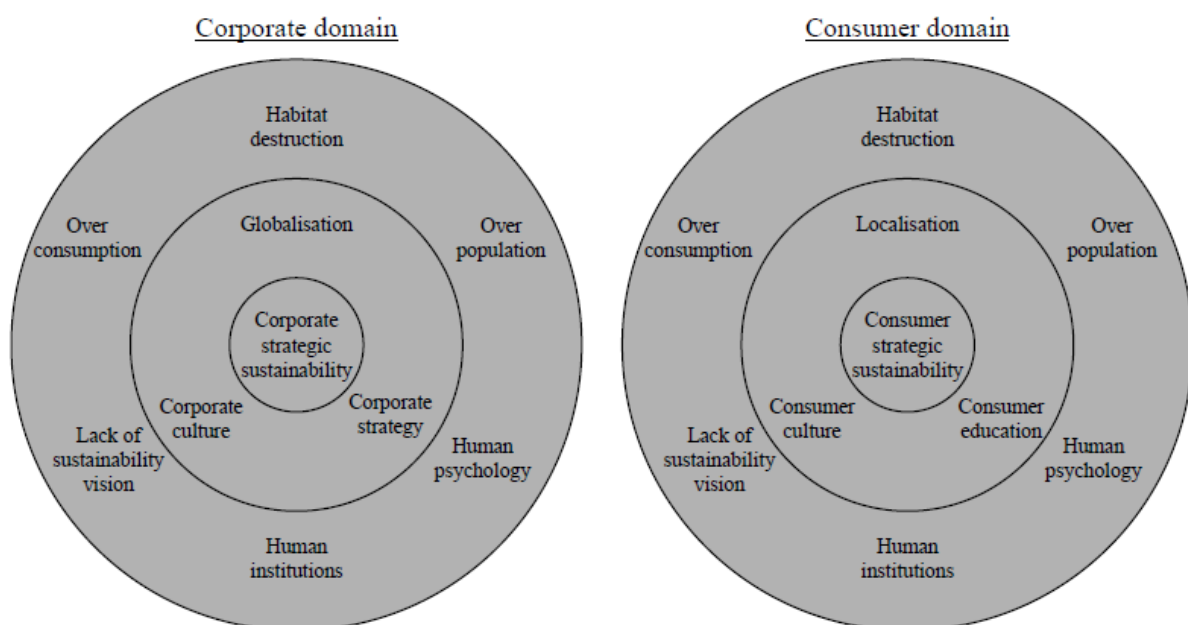 Corporate domain
Habitat
destruction
Over
consumption
Globalisation
Over
population
Corporate
strategic
sustainability
Corporate
culture
Corporate
strategy
Lack of
sustainability
vision
Human
psychology
Human
institutions
Consumer domain
Habitat
destruction
Over
consumption
Localisation
Over
population
Consumer
strategic
sustainability
Consumer
culture
Consumer
education
Lack of
sustainability
vision
Human
psychology
Human
institutions